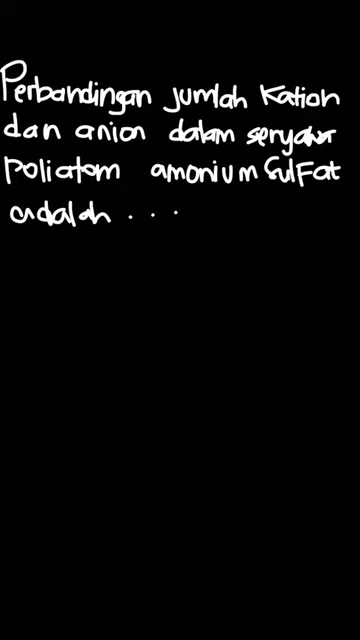 Perbandingan jumlah kation
dan anion dalam senyawa
poliatom amonium sulfat
adalah ...